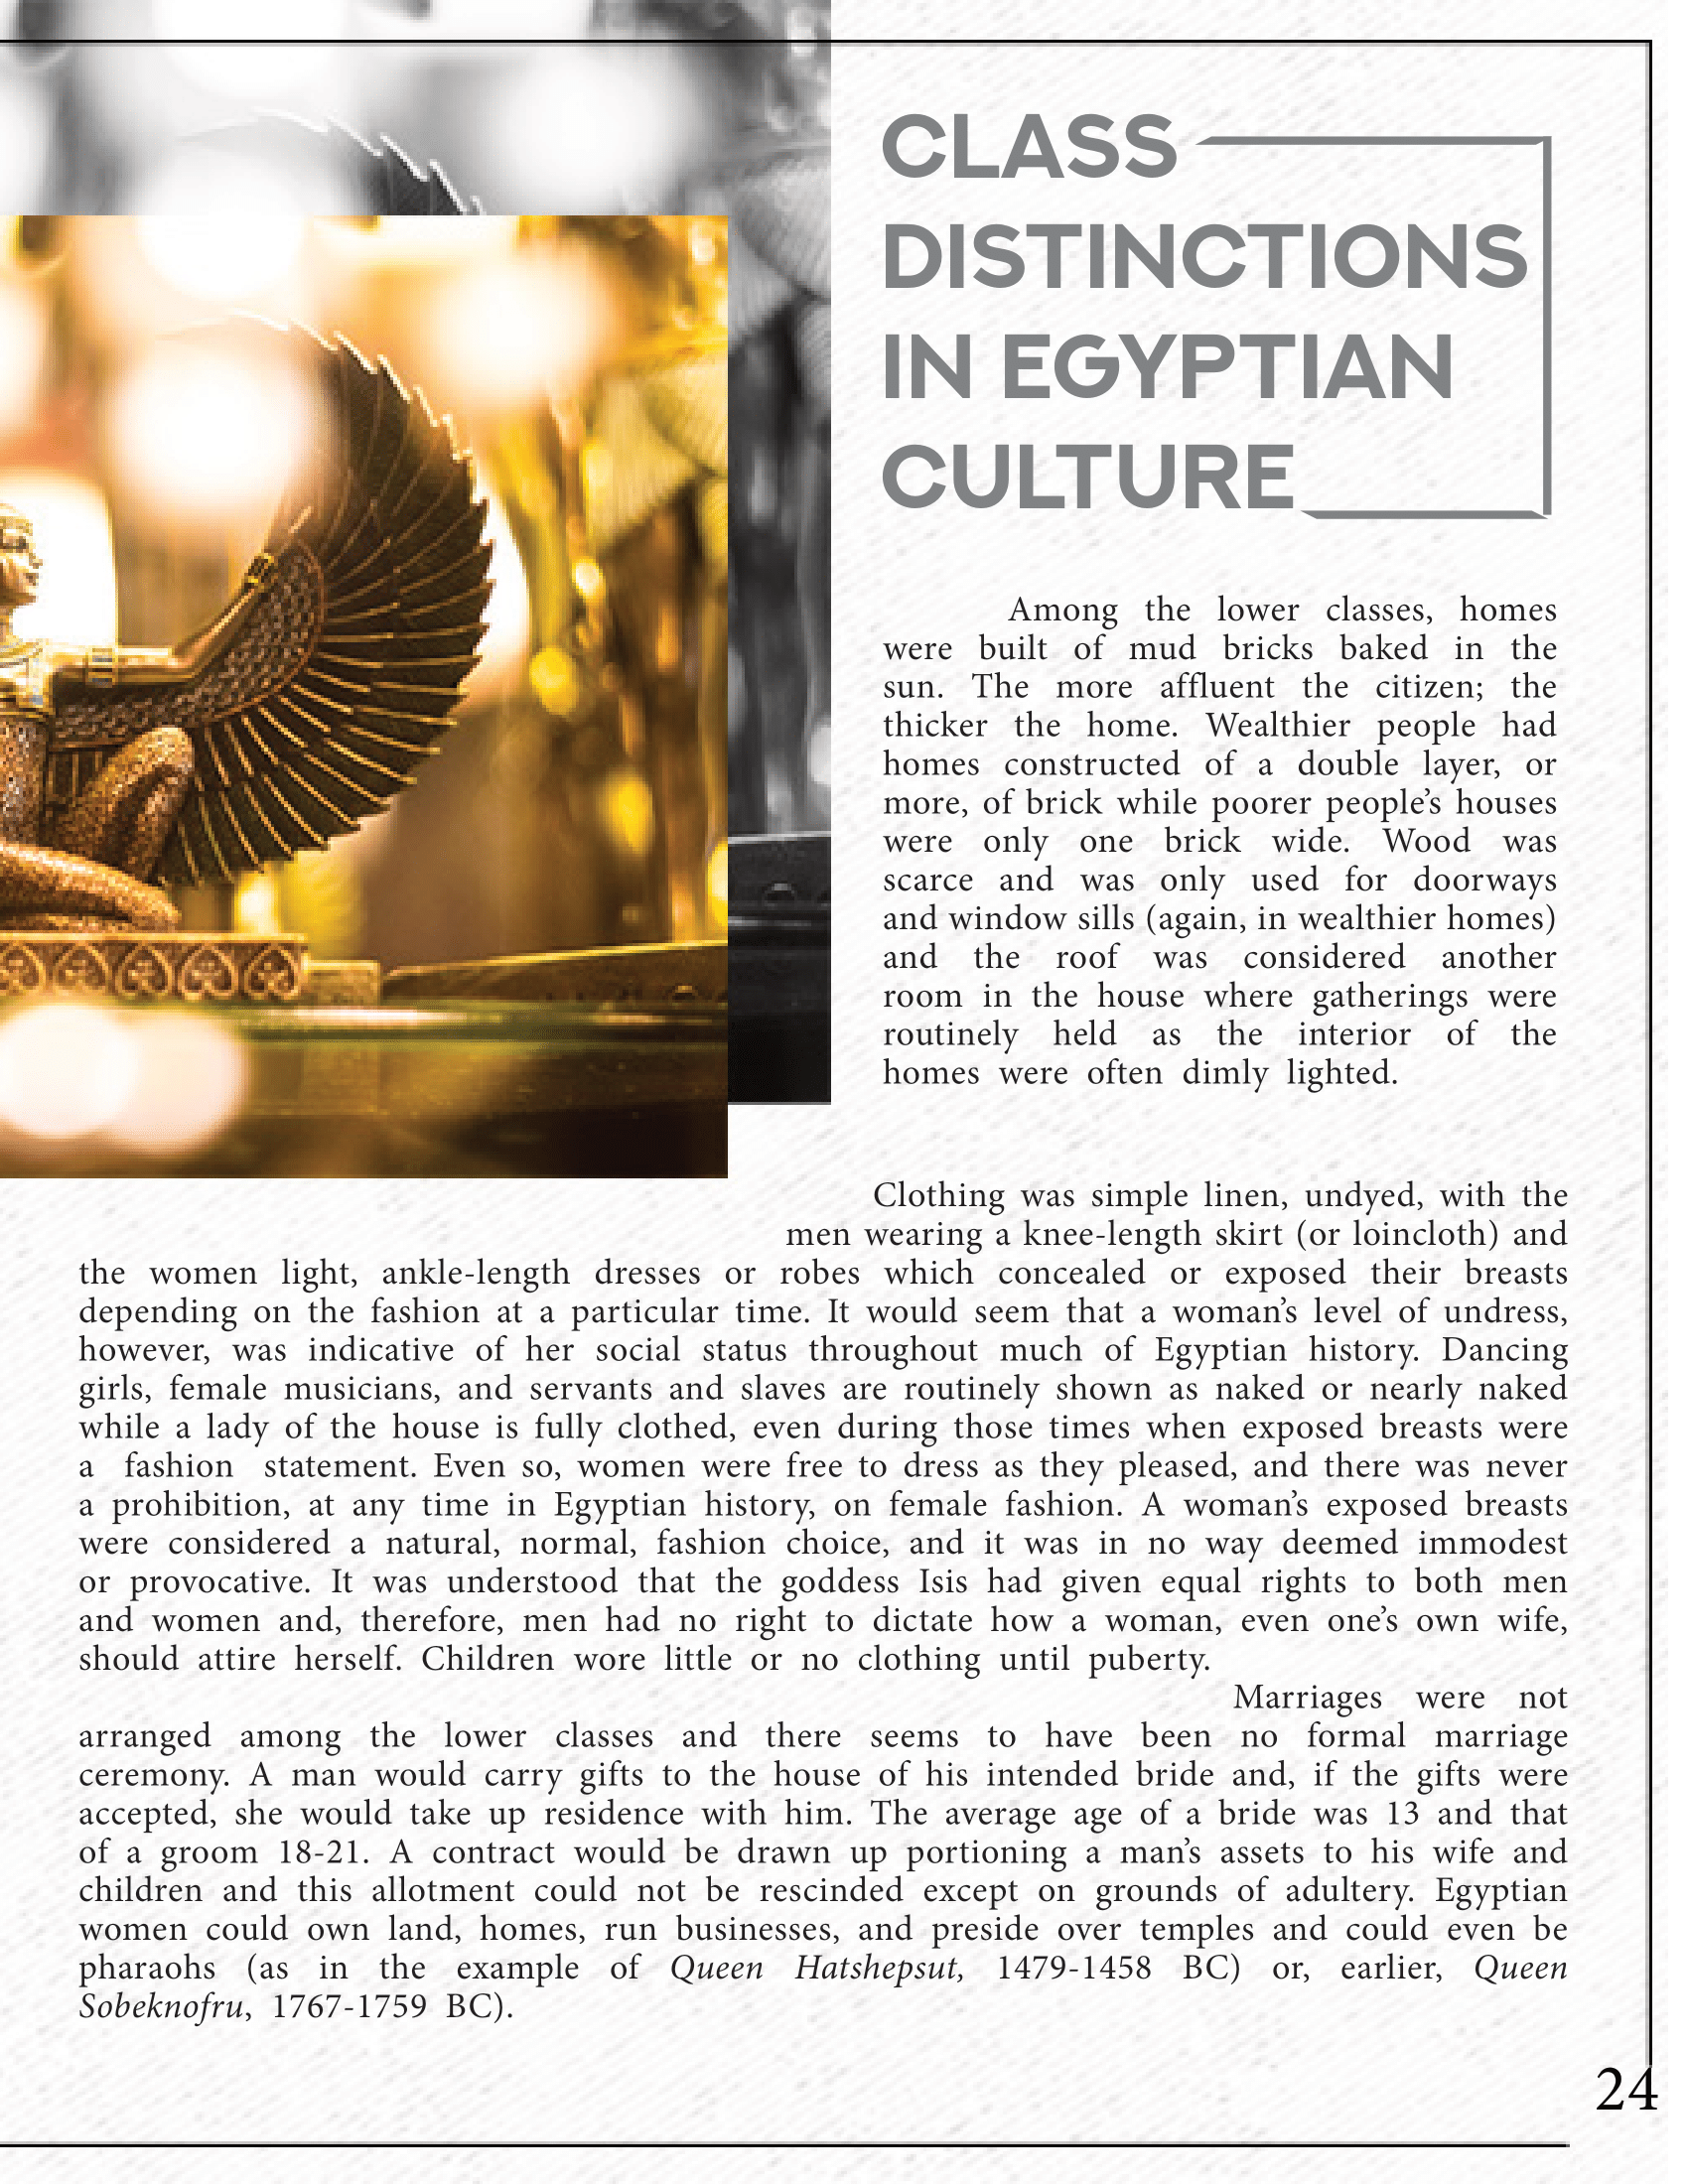 CLASS
DISTINCTIONS
IN EGYPTIAN
CULTURE
Among the lower classes, homes
were built of mud bricks baked in the
sun. The more affluent the citizen; the
thicker the home. Wealthier people had
homes constructed of a double layer, or
more, of brick while poorer people’s houses
were only one brick wide. Wood was
scarce and was only used for doorways
and window sills (again, in wealthier homes)
and the roof was considered another
room in the house where gatherings were
routinely held as the interior of the
homes were often dimly lighted.
Clothing was simple linen, undyed, with the
men wearing a knee-length skirt (or loincloth) and
the women light, ankle-length dresses or robes which concealed or exposed their breasts
depending on the fashion at a particular time. It would seem that a woman’s level of undress,
however, was indicative of her social status throughout much of Egyptian history. Dancing
girls, female musicians, and servants and slaves are routinely shown as naked or nearly naked
while a lady of the house is fully clothed, even during those times when exposed breasts were
a fashion statement. Even so, women were free to dress as they pleased, and there was never
a prohibition, at any time in Egyptian history, on female fashion. A woman’s exposed breasts
were considered a natural, normal, fashion choice, and it was in no way deemed immodest
or provocative. It was understood that the goddess Isis had given equal rights to both men
and women and, therefore, men had no right to dictate how a woman, even one’s own wife,
should attire herself. Children wore little or no clothing until puberty.
Marriages were not
arranged among the lower classes and there seems to have been no formal marriage
ceremony. A man would carry gifts to the house of his intended bride and, if the gifts were
accepted, she would take up residence with him. The average age of a bride was 13 and that
of a groom 18-21. A contract would be drawn up portioning a man’s assets to his wife and
children and this allotment could not be rescinded except on grounds of adultery. Egyptian
women could own land, homes, run businesses, and preside over temples and could even be
pharaohs (as in the example of Queen Hatshepsut, 1479-1458 BC) or, earlier, Queen
Sobeknofru, 1767-1759 BC).
24